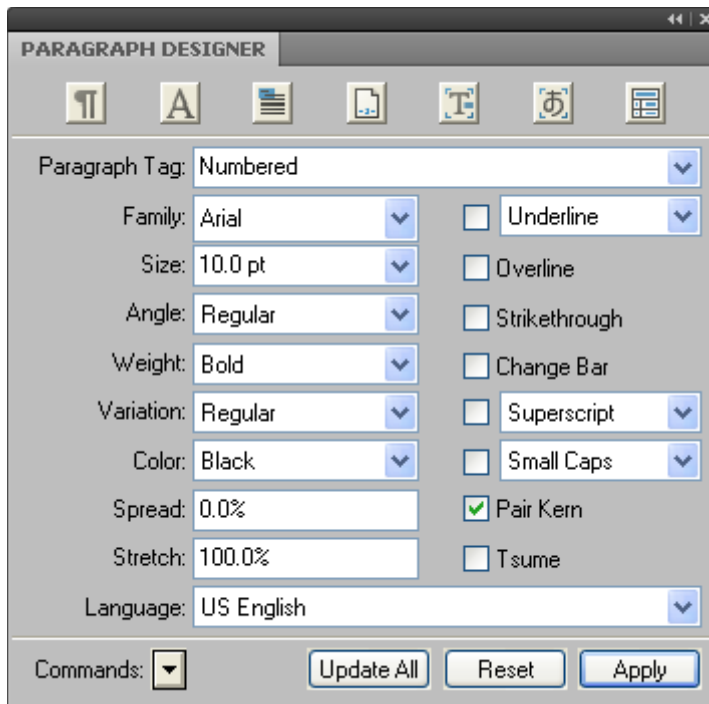 PARAGRAPH DESIGNER
Paragraph Tag: Numbered
Family: Arial Underline
Size: 10.0 pt Overline
Angle: Regular Strikethrough
Weight: Bold Change Bar
Variation: Regular Superscript
Color: Black Small Caps
Spread: 0.0% Pair Kern
Stretch: 100.0% Tsume
Language: US English
Commands: Update All Reset Apply